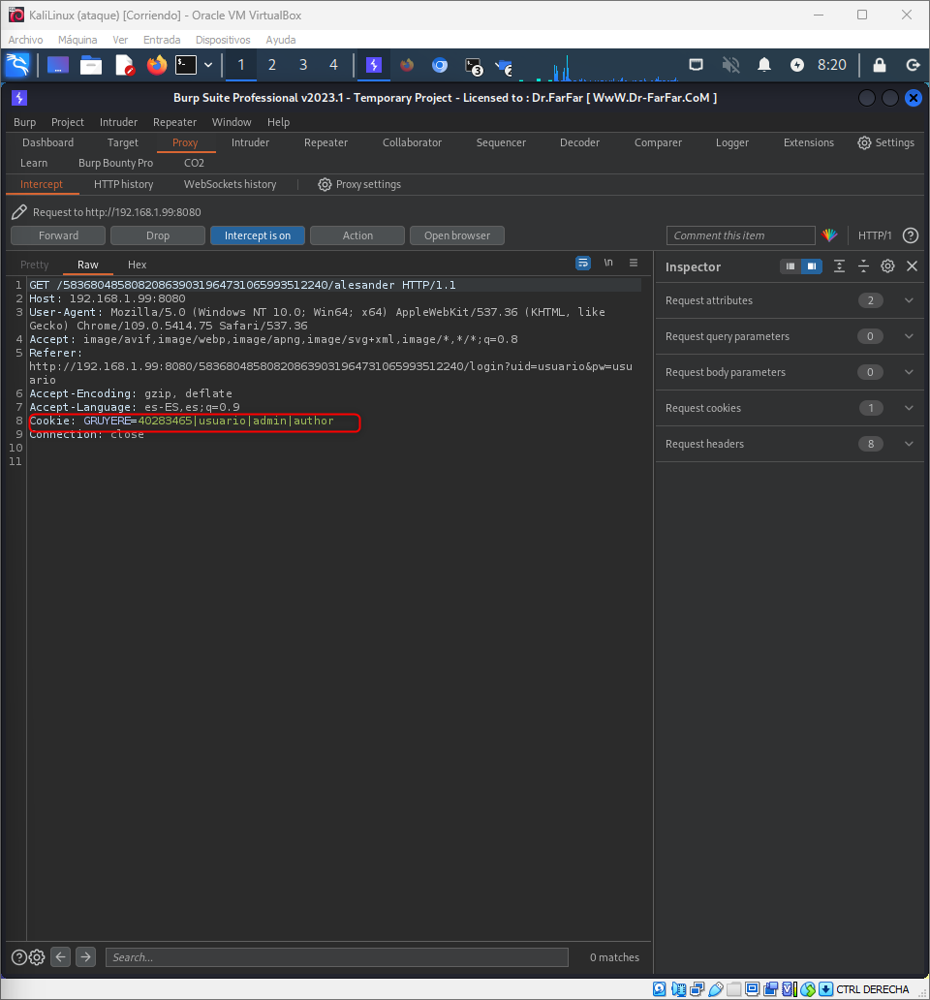 KaliLinux (ataque) [Corriendo] - Oracle VM VirtualBox
Archivo Máquina Ver Entrada Dispositivos Ayuda
1 2 3 4 3 2 8:20
Burp Suite Professional v2023.1 - Temporary Project - Licensed to : Dr.FarFar [ WwW.Dr-FarFar.CoM ]
Burp Project Intruder Repeater Window Help
Dashboard Target Proxy Intruder Repeater Collaborator Sequencer Decoder Comparer Logger Extensions Settings
Learn Burp Bounty Pro CO2
Intercept HTTP history WebSockets history Proxy settings
Request to http://192.168.1.99:8080
Forward Drop Intercept is on Action Open browser Comment this item HTTP/1 ?
Pretty Raw Hex \n
Inspector
1 GET /583680485808208639031964731065993512240/alesander HTTP/1.1
2 Host: 192.168.1.99:8080
3 User-Agent: Mozilla/5.0 (Windows NT 10.0; Win64; x64) AppleWebKit/537.36 (KHTML, like
Gecko) Chrome/109.0.5414.75 Safari/537.36
4 Accept: image/avif,image/webp,image/apng,image/svg+xml,image/*,*/*;q=0.8
5 Referer:
http://192.168.1.99:8080/583680485808208639031964731065993512240/login?uid=usuario&pw=usu
ario
6 Accept-Encoding: gzip, deflate
7 Accept-Language: es-ES,es;q=0.9
8 Cookie: GRUYERE=40283465|usuario|admin|author
9 Connection: close
10
11
Request attributes 2
Request query parameters 0
Request body parameters 0
Request cookies 1
Request headers 8
? Search... 0 matches
CTRL DERECHA